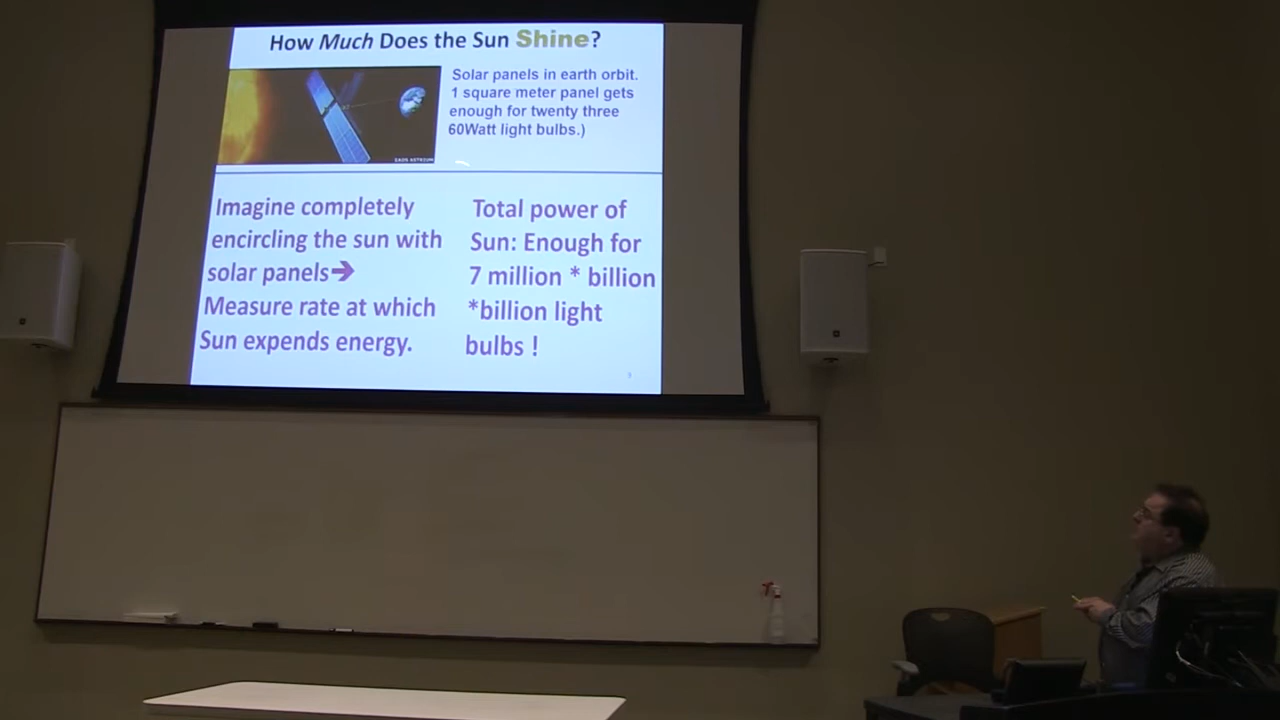 How Much Does the Sun Shine?
Solar panels in earth orbit.
1 square meter panel gets
enough for twenty three
60Watt light bulbs.)
EADS ASTRIUM
Imagine completely
encircling the sun with
solar panels➔
Measure rate at which
Sun expends energy.
Total power of
Sun: Enough for
7 million * billion
*billion light
bulbs !